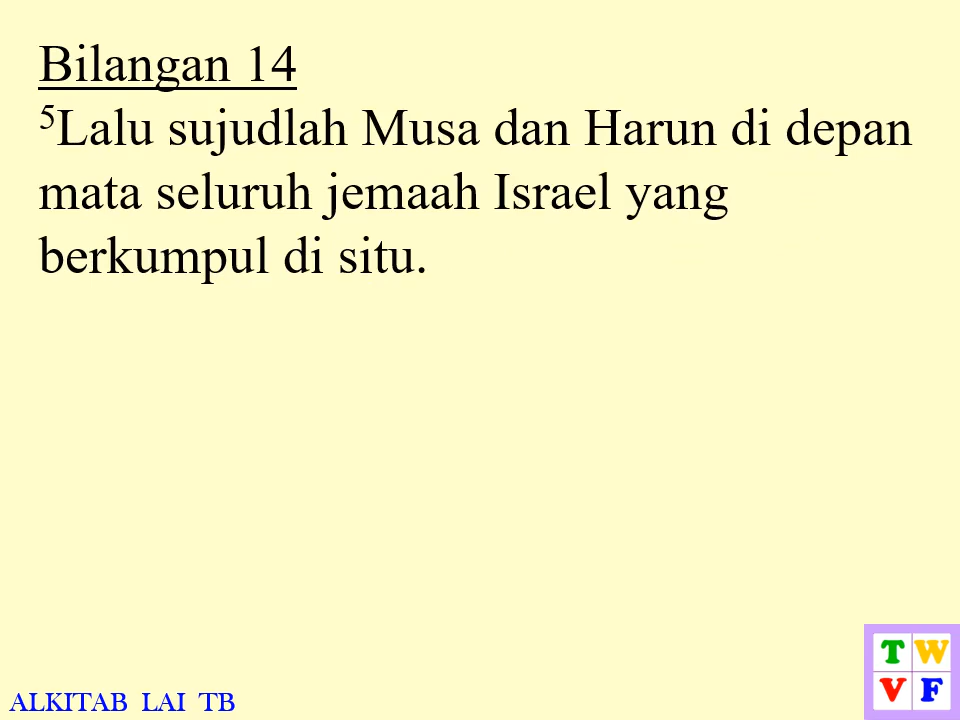 Bilangan 14
⁵Lalu sujudlah Musa dan Harun di depan
mata seluruh jemaah Israel yang
berkumpul di situ.
ALKITAB LAI TB
T W
V F